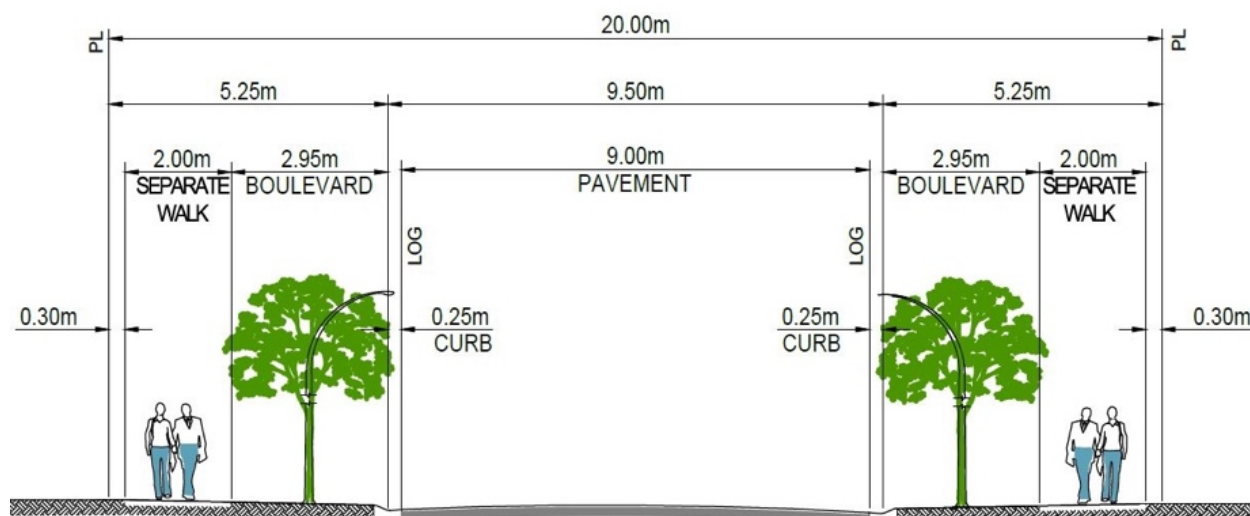 20.00m
PL
PL
5.25m
9.50m
5.25m
2.00m
2.95m
9.00m
2.95m
2.00m
SEPARATE
WALK
BOULEVARD
PAVEMENT
BOULEVARD
SEPARATE
WALK
LOG
LOG
0.30m
0.25m
CURB
0.25m
CURB
0.30m